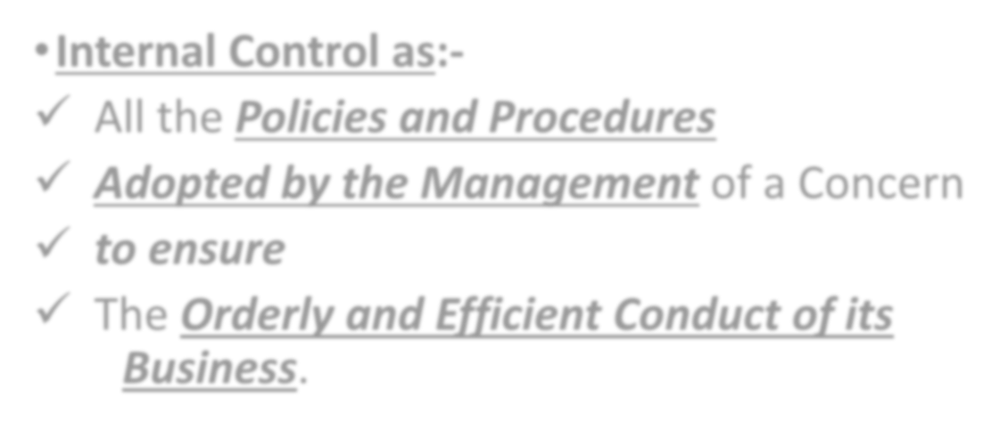 • Internal Control as:-
✓ All the Policies and Procedures
✓ Adopted by the Management of a Concern
✓ to ensure
✓ The Orderly and Efficient Conduct of its
Business.